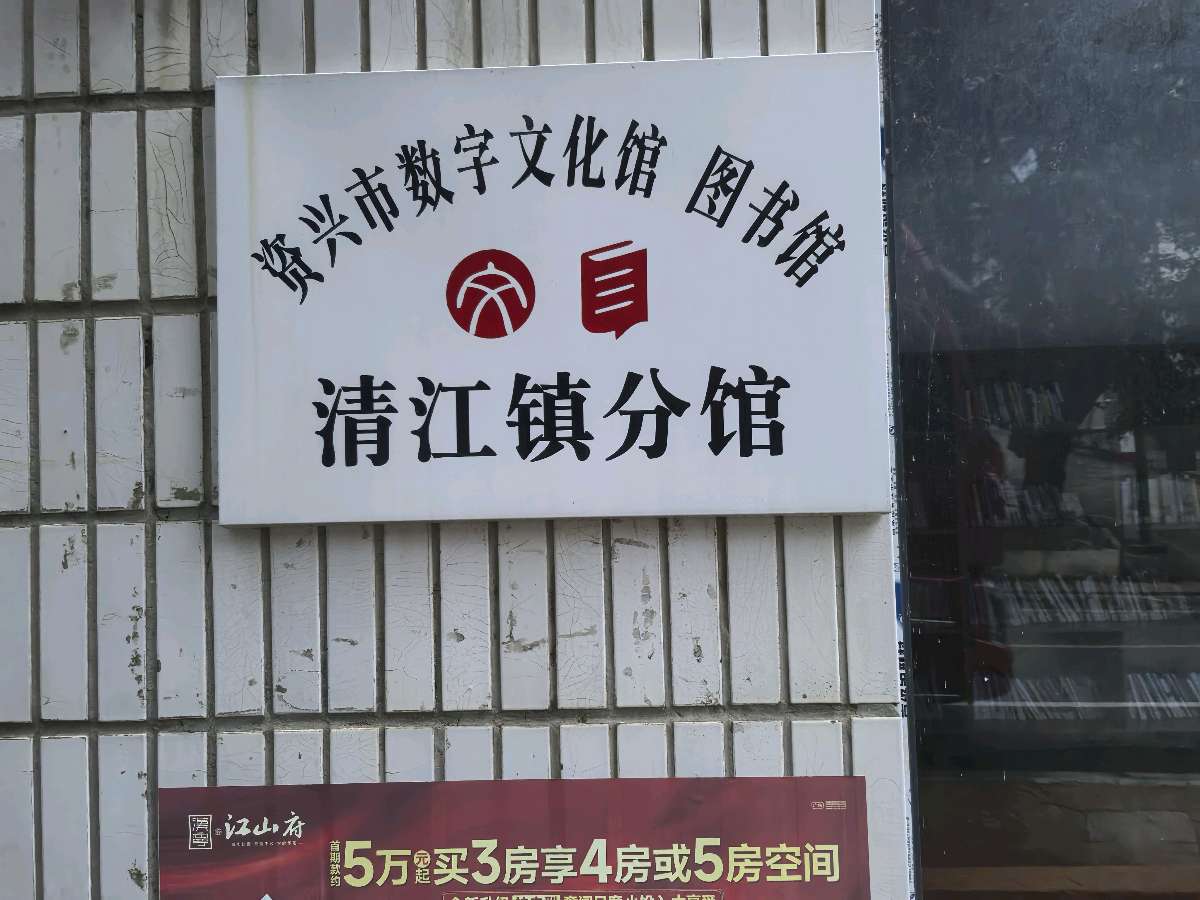 资兴市数字文化馆 图书馆
清江镇分馆
江山府
首期款约5万元起买3房享4房或5房空间